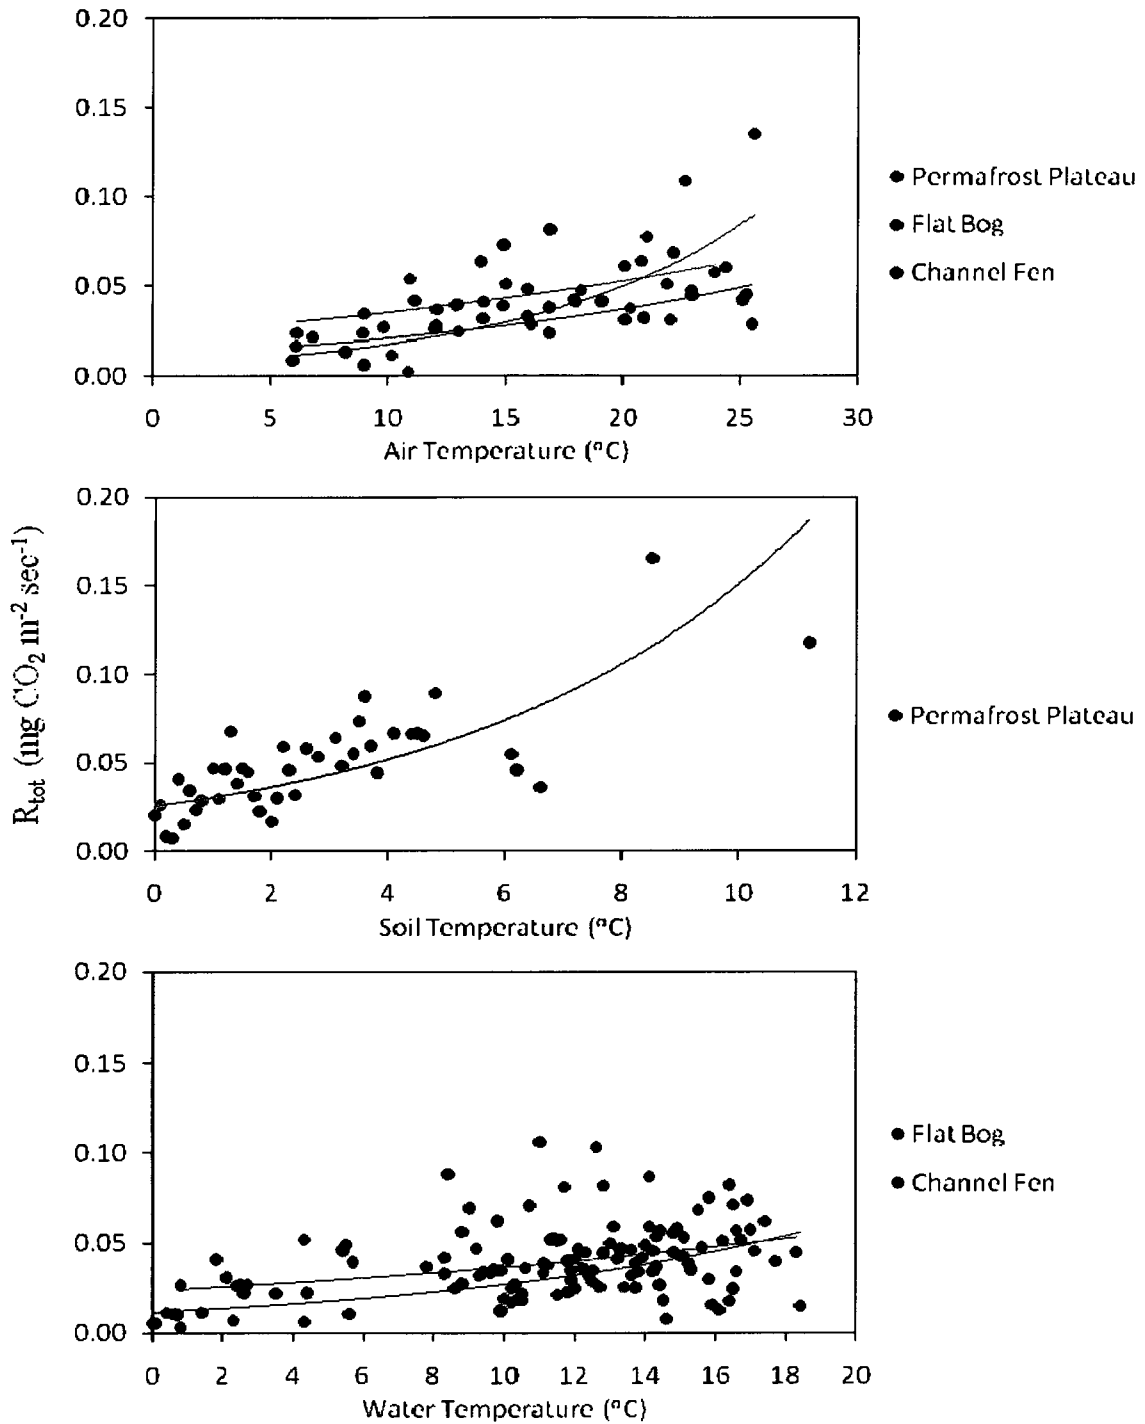 0.20
0.15
0.10
0.05
0.00
0 5 10 15 20 25 30
Air Temperature (°C)
Permafrost Plateau
Flat Bog
Channel Fen
R_tot (mg CO₂ m⁻² sec⁻¹)
0.20
0.15
0.10
0.05
0.00
0 2 4 6 8 10 12
Soil Temperature (°C)
Permafrost Plateau
0.20
0.15
0.10
0.05
0.00
0 2 4 6 8 10 12 14 16 18 20
Water Temperature (°C)
Flat Bog
Channel Fen